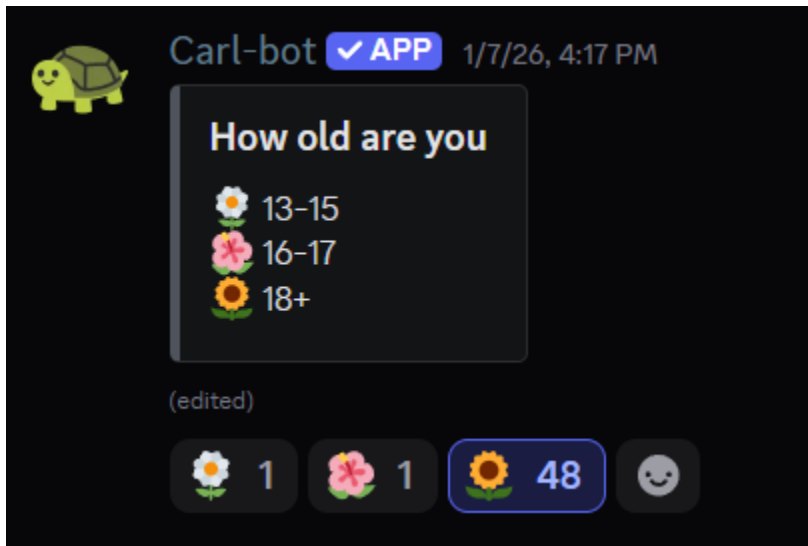 Carl-bot ✓ APP 1/7/26, 4:17 PM
How old are you
🌼 13-15
🌺 16-17
🌻 18+
(edited)
🌼 1 🌺 1 🌻 48